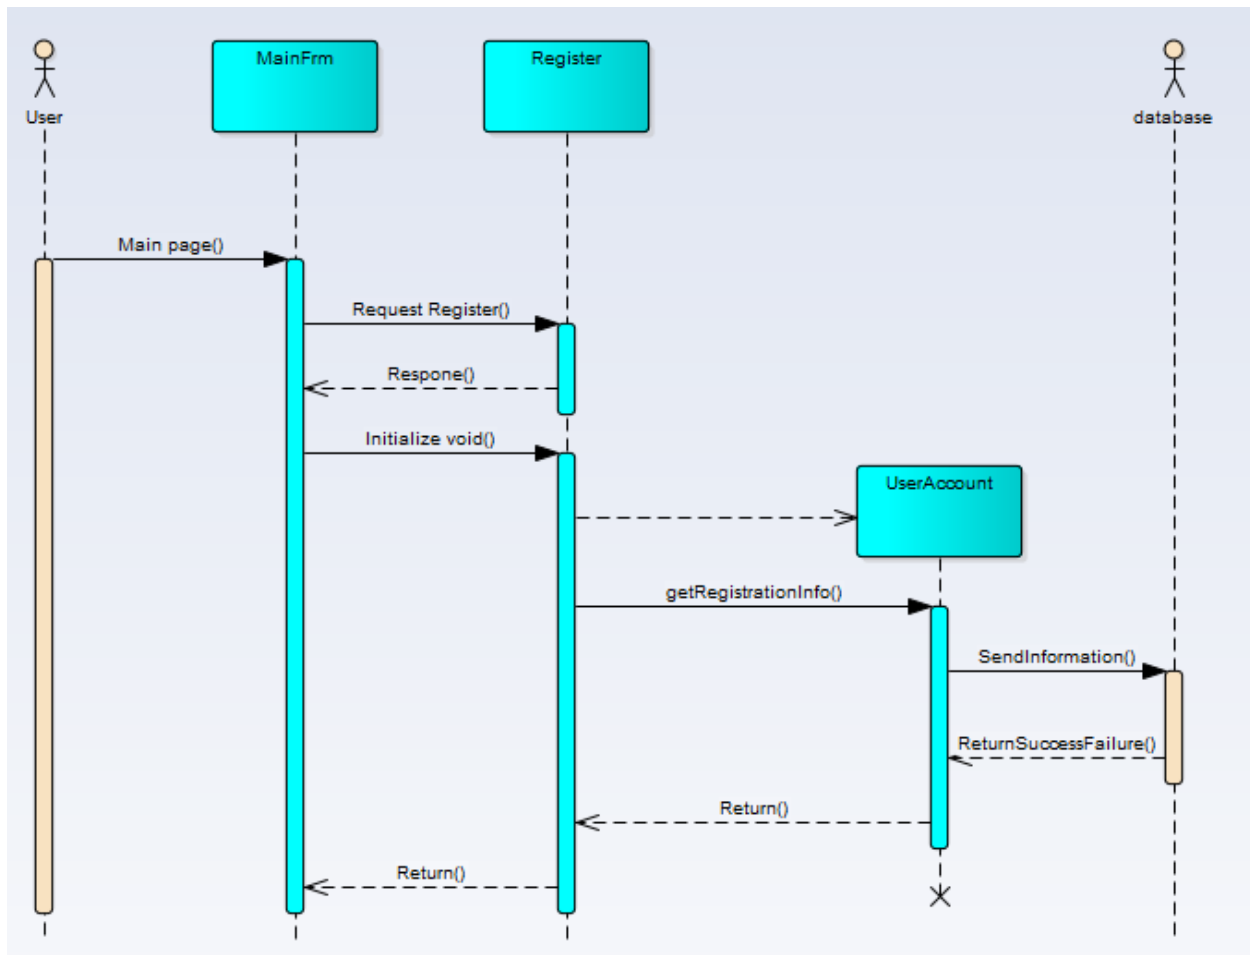 MainFrm
Register
User
database
Main page()
Request Register()
Respone()
Initialize void()
UserAccount
getRegistrationInfo()
SendInformation()
ReturnSuccessFailure()
Return()
Return()